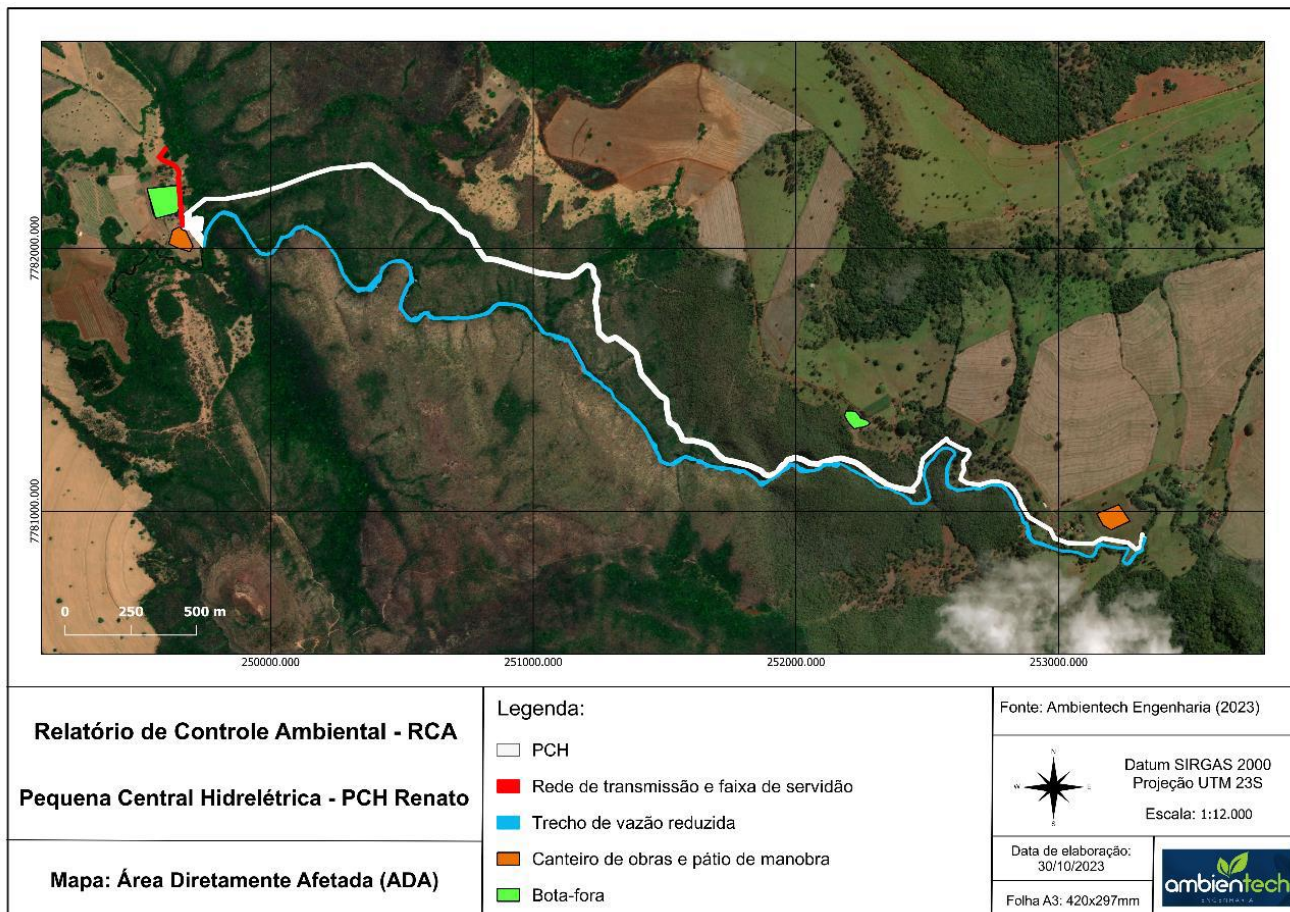 7782000.000
7781000.000
0 250 500 m
250000.000
251000.000
252000.000
253000.000
Relatório de Controle Ambiental - RCA
Pequena Central Hidrelétrica - PCH Renato
Mapa: Área Diretamente Afetada (ADA)
Legenda:
PCH
Rede de transmissão e faixa de servidão
Trecho de vazão reduzida
Canteiro de obras e pátio de manobra
Bota-fora
Fonte: Ambientech Engenharia (2023)
N
W
L
S
Datum SIRGAS 2000
Projeção UTM 23S
Escala: 1:12.000
Data de elaboração:
30/10/2023
Folha A3: 420x297mm
ambientech
ENGENHARIA